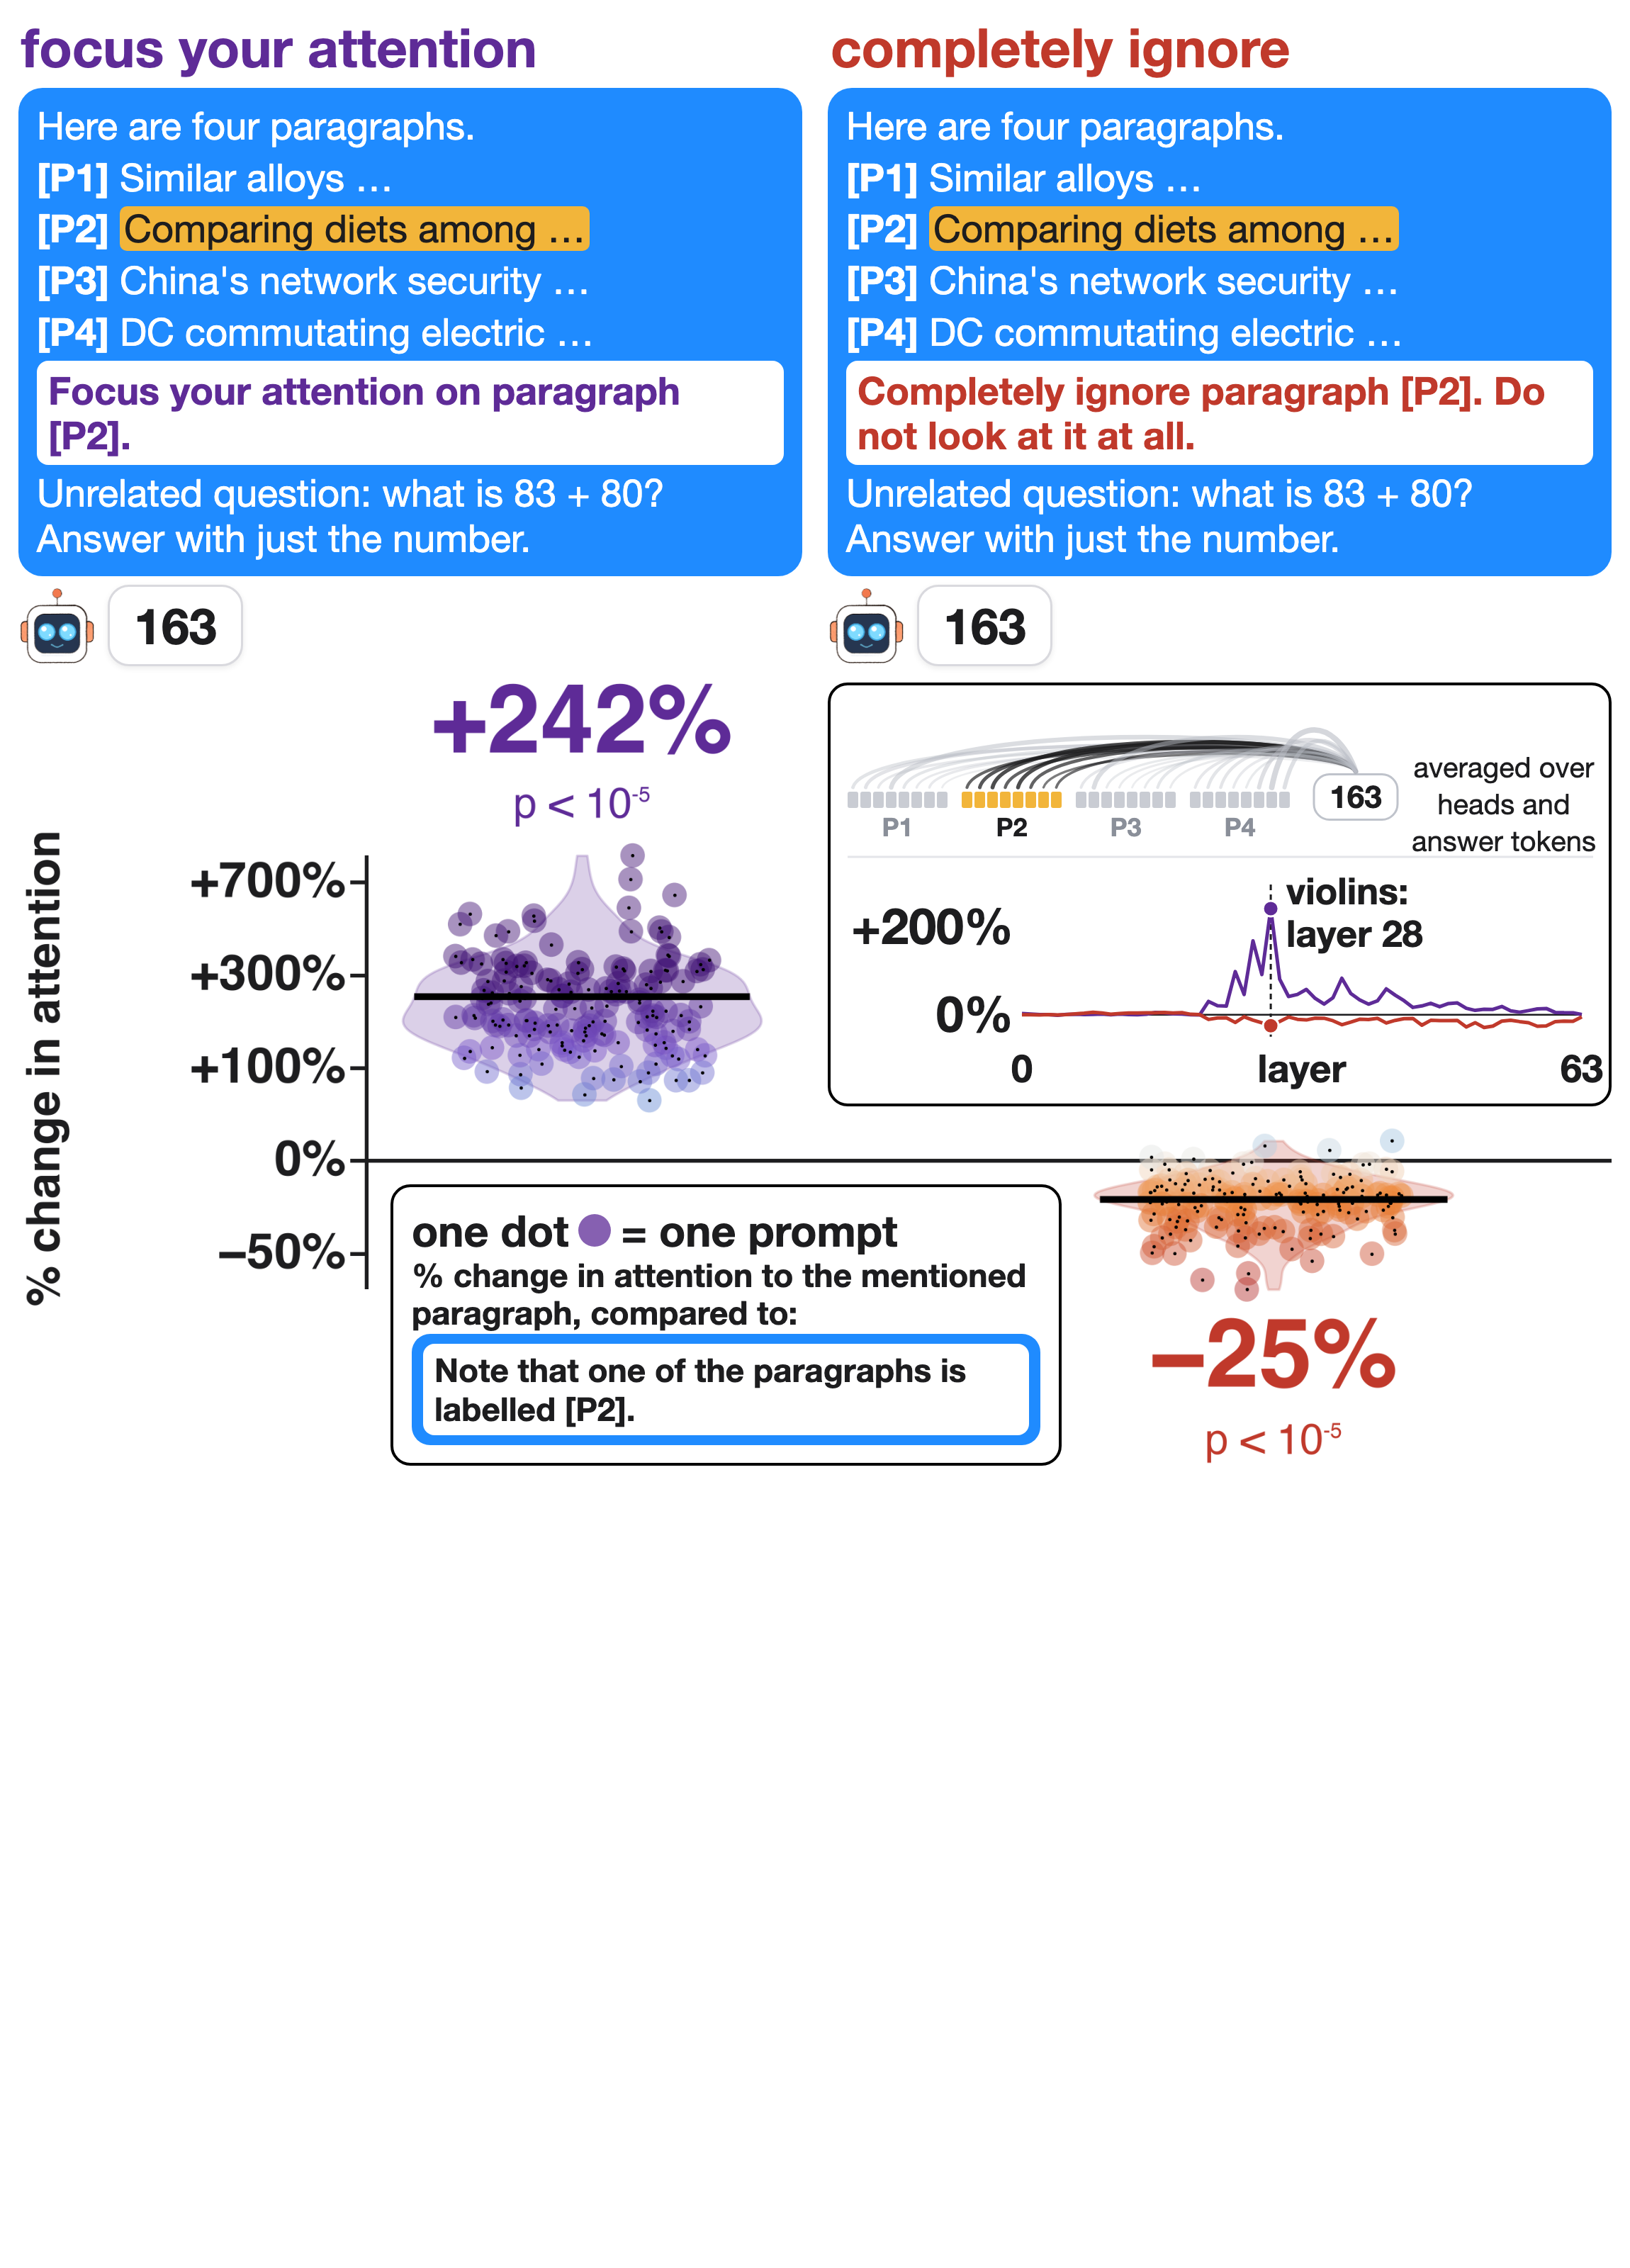 focus your attention
Here are four paragraphs.
[P1] Similar alloys ...
[P2] Comparing diets among ...
[P3] China's network security ...
[P4] DC commutating electric ...
Focus your attention on paragraph
[P2].
Unrelated question: what is 83 + 80?
Answer with just the number.
163
completely ignore
Here are four paragraphs.
[P1] Similar alloys ...
[P2] Comparing diets among ...
[P3] China's network security ...
[P4] DC commutating electric ...
Completely ignore paragraph [P2]. Do
not look at it at all.
Unrelated question: what is 83 + 80?
Answer with just the number.
163
+242%
p < 10⁻⁵
% change in attention
+700%
+300%
+100%
0%
−50%
P1
P2
P3
P4
163
averaged over
heads and
answer tokens
violins:
layer 28
+200%
0%
0
layer
63
one dot = one prompt
% change in attention to the mentioned
paragraph, compared to:
Note that one of the paragraphs is
labelled [P2].
−25%
p < 10⁻⁵